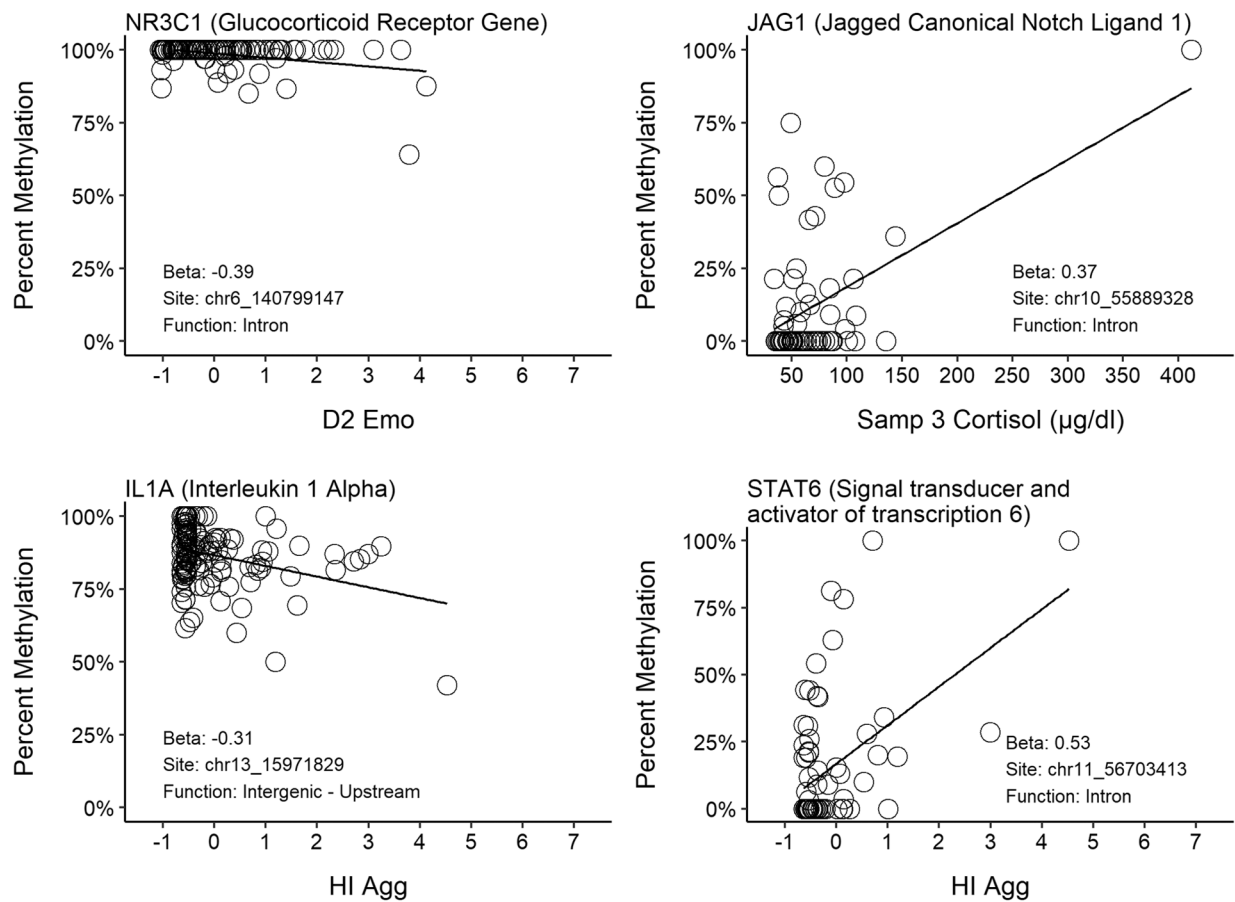 NR3C1 (Glucocorticoid Receptor Gene)
Percent Methylation
100%
75%
50%
25%
0%
Beta: -0.39
Site: chr6_140799147
Function: Intron
-1 0 1 2 3 4 5 6 7
D2 Emo
JAG1 (Jagged Canonical Notch Ligand 1)
Percent Methylation
100%
75%
50%
25%
0%
Beta: 0.37
Site: chr10_55889328
Function: Intron
50 100 150 200 250 300 350 400
Samp 3 Cortisol (µg/dl)
IL1A (Interleukin 1 Alpha)
Percent Methylation
100%
75%
50%
25%
0%
Beta: -0.31
Site: chr13_15971829
Function: Intergenic - Upstream
-1 0 1 2 3 4 5 6 7
HI Agg
STAT6 (Signal transducer and
activator of transcription 6)
Percent Methylation
100%
75%
50%
25%
0%
Beta: 0.53
Site: chr11_56703413
Function: Intron
-1 0 1 2 3 4 5 6 7
HI Agg